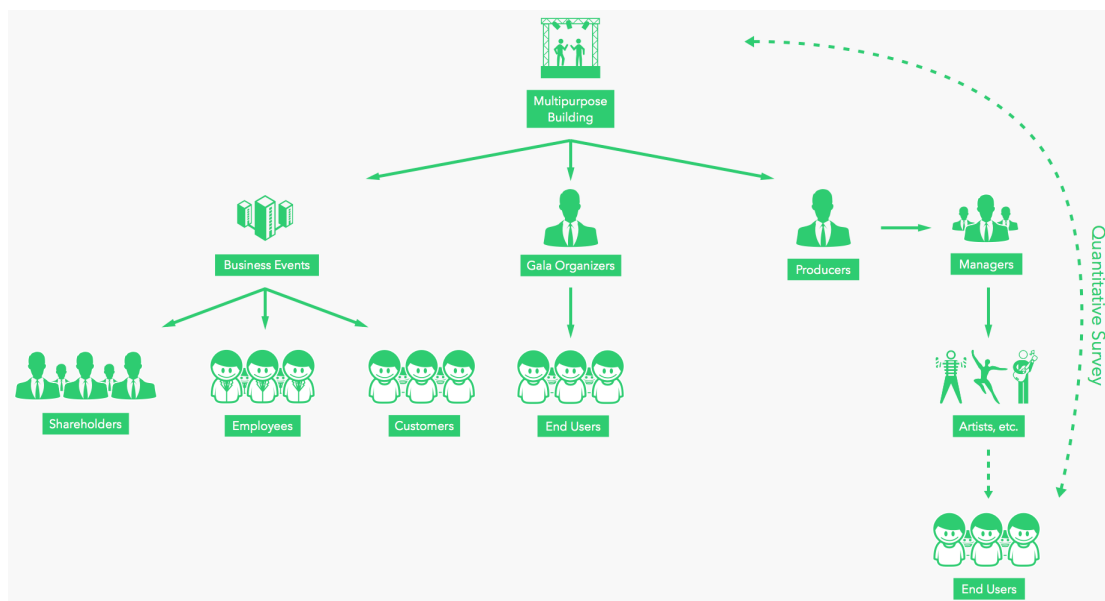 Multipurpose
Building
Business Events
Gala Organizers
Producers
Managers
Quantitative Survey
Shareholders
Employees
Customers
End Users
Artists, etc.
End Users